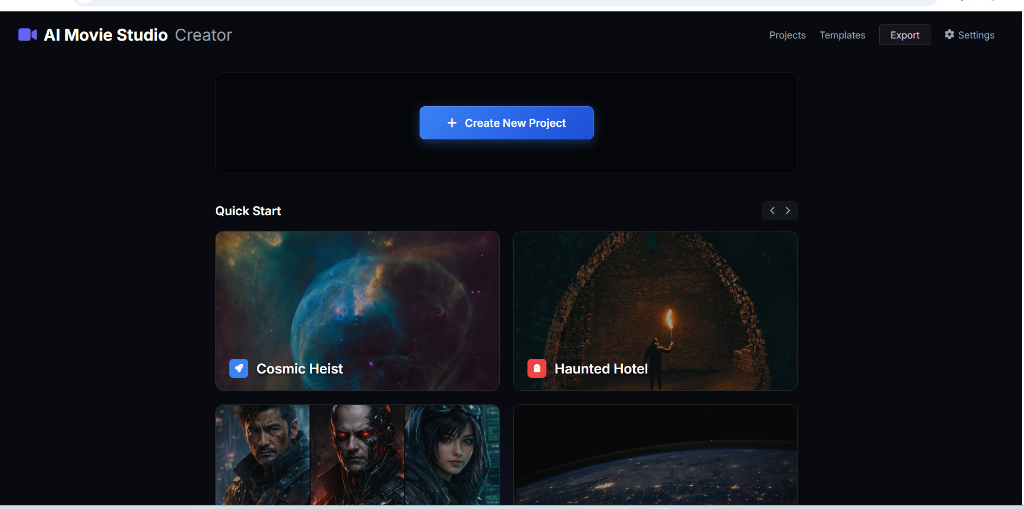 AI Movie Studio Creator
Projects
Templates
Export
Settings
+ Create New Project
Quick Start
Cosmic Heist
Haunted Hotel